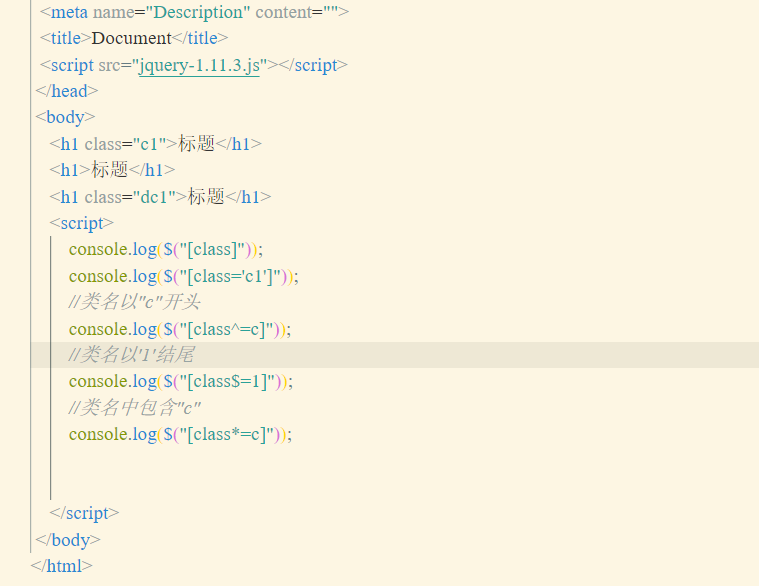 <meta name="Description" content="">
<title>Document</title>
<script src="jquery-1.11.3.js"></script>
</head>
<body>
<h1 class="c1">标题</h1>
<h1>标题</h1>
<h1 class="dc1">标题</h1>
<script>
console.log($("[class]"));
console.log($("[class='c1']"));
//类名以"c"开头
console.log($("[class^=c]"));
//类名以'1'结尾
console.log($("[class$=1]"));
//类名中包含"c"
console.log($("[class*=c]"));
</script>
</body>
</html>